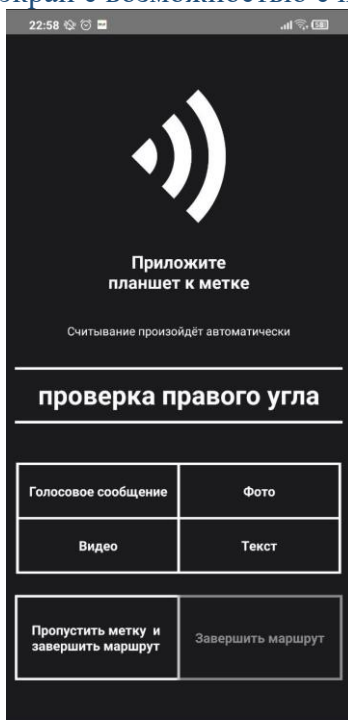 22:58
Приложите
планшет к метке
Считывание произойдёт автоматически
проверка правого угла
Голосовое сообщение
Фото
Видео
Текст
Пропустить метку и
завершить маршрут
Завершить маршрут